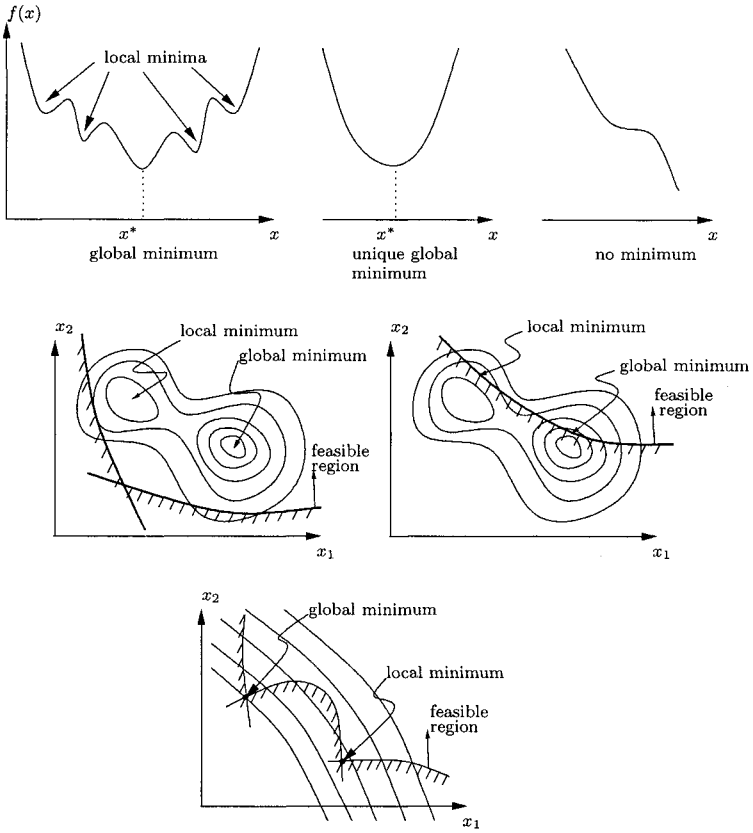 f(x)
local minima
x* x x* x x
global minimum unique global minimum no minimum
x₂ local minimum
global minimum
feasible region
x₁
x₂ local minimum
global minimum
feasible region
x₁
x₂
global minimum
local minimum
feasible region
x₁